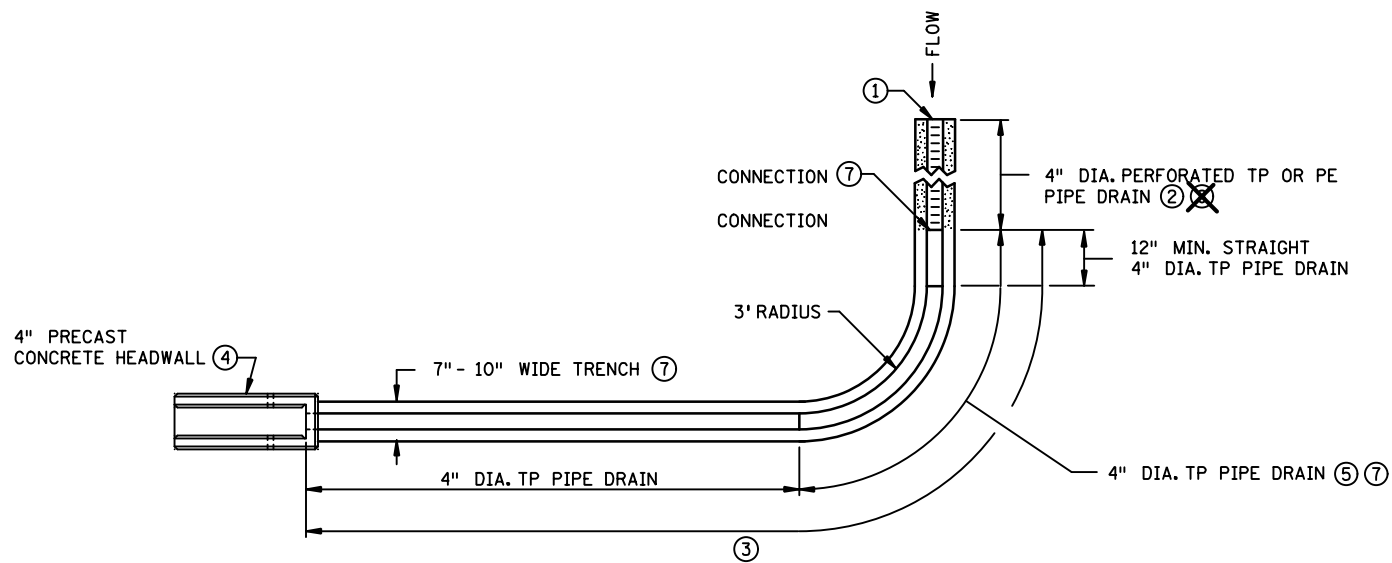 FLOW
①
CONNECTION ⑦
4" DIA. PERFORATED TP OR PE
PIPE DRAIN ②
CONNECTION
12" MIN. STRAIGHT
4" DIA. TP PIPE DRAIN
3' RADIUS
4" PRECAST
CONCRETE HEADWALL ④
7" - 10" WIDE TRENCH ⑦
4" DIA. TP PIPE DRAIN
4" DIA. TP PIPE DRAIN ⑤ ⑦
③